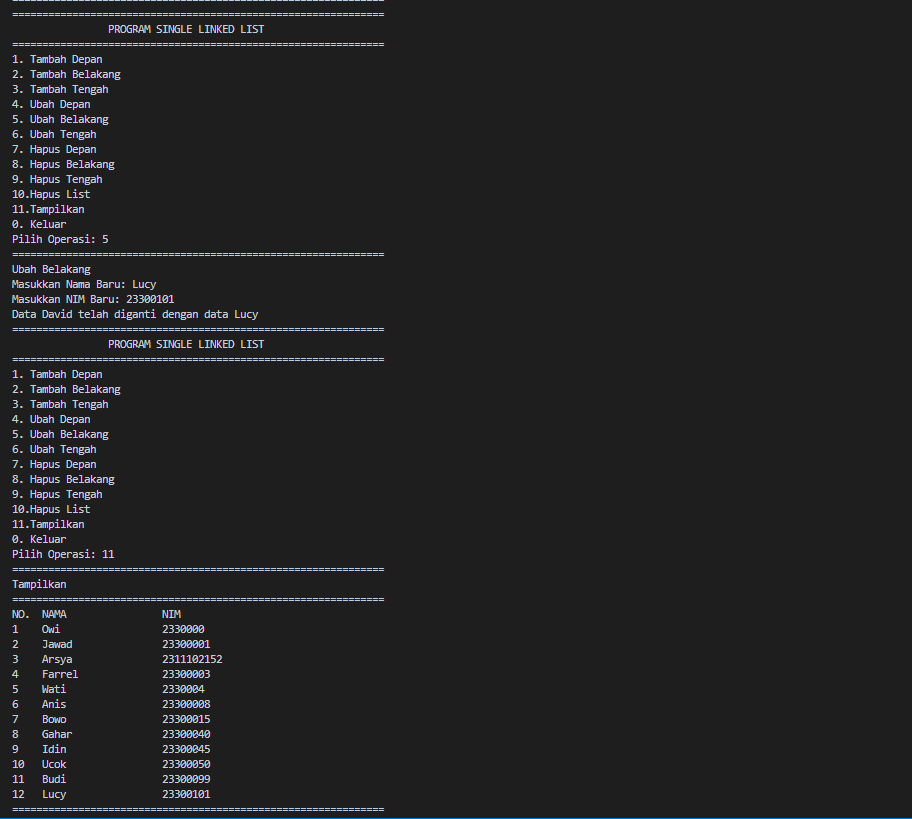 ==============================================================
==============================================================
                PROGRAM SINGLE LINKED LIST
==============================================================
1. Tambah Depan
2. Tambah Belakang
3. Tambah Tengah
4. Ubah Depan
5. Ubah Belakang
6. Ubah Tengah
7. Hapus Depan
8. Hapus Belakang
9. Hapus Tengah
10.Hapus List
11.Tampilkan
0. Keluar
Pilih Operasi: 5
==============================================================
Ubah Belakang
Masukkan Nama Baru: Lucy
Masukkan NIM Baru: 23300101
Data David telah diganti dengan data Lucy
==============================================================
                PROGRAM SINGLE LINKED LIST
==============================================================
1. Tambah Depan
2. Tambah Belakang
3. Tambah Tengah
4. Ubah Depan
5. Ubah Belakang
6. Ubah Tengah
7. Hapus Depan
8. Hapus Belakang
9. Hapus Tengah
10.Hapus List
11.Tampilkan
0. Keluar
Pilih Operasi: 11
==============================================================
Tampilkan
==============================================================
NO.  NAMA                NIM
1    Owi                 2330000
2    Jawad               23300001
3    Arsya               2311102152
4    Farrel              23300003
5    Wati                2330004
6    Anis                23300008
7    Bowo                23300015
8    Gahar               23300040
9    Idin                23300045
10   Ucok                23300050
11   Budi                23300099
12   Lucy                23300101
==============================================================